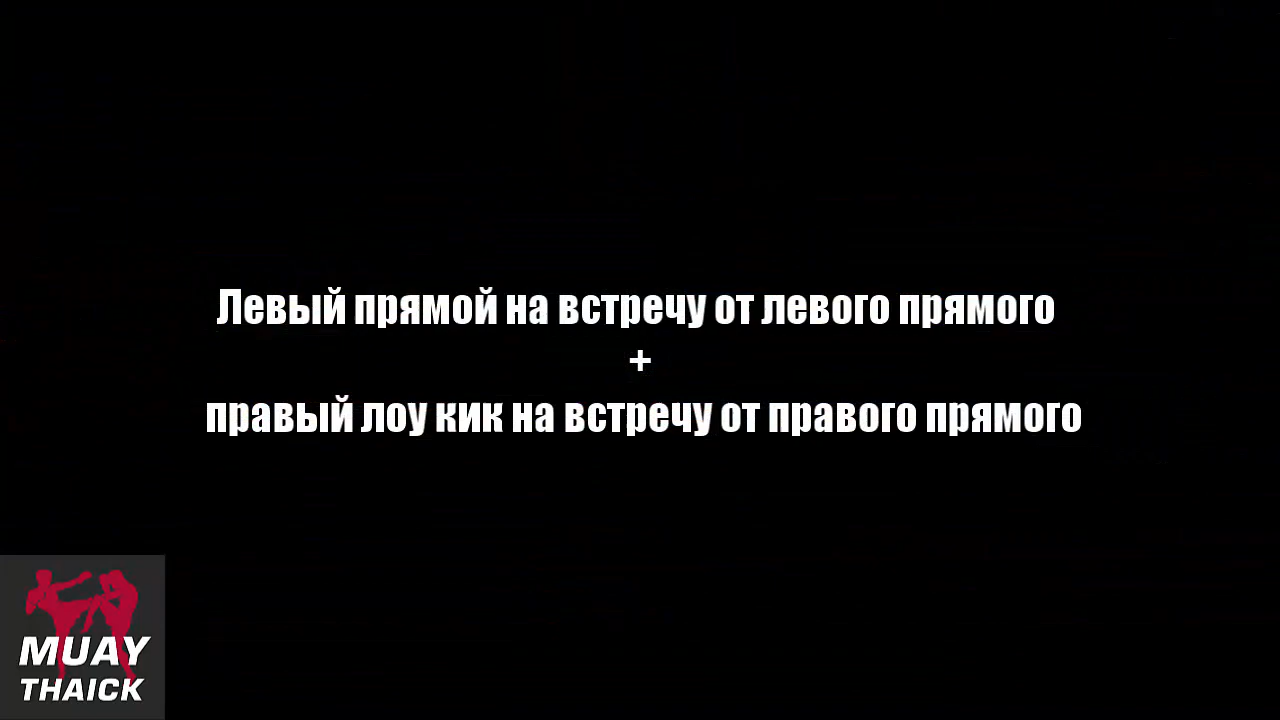 Левый прямой на встречу от левого прямого
+
правый лоу кик на встречу от правого прямого
MUAY
THAICK